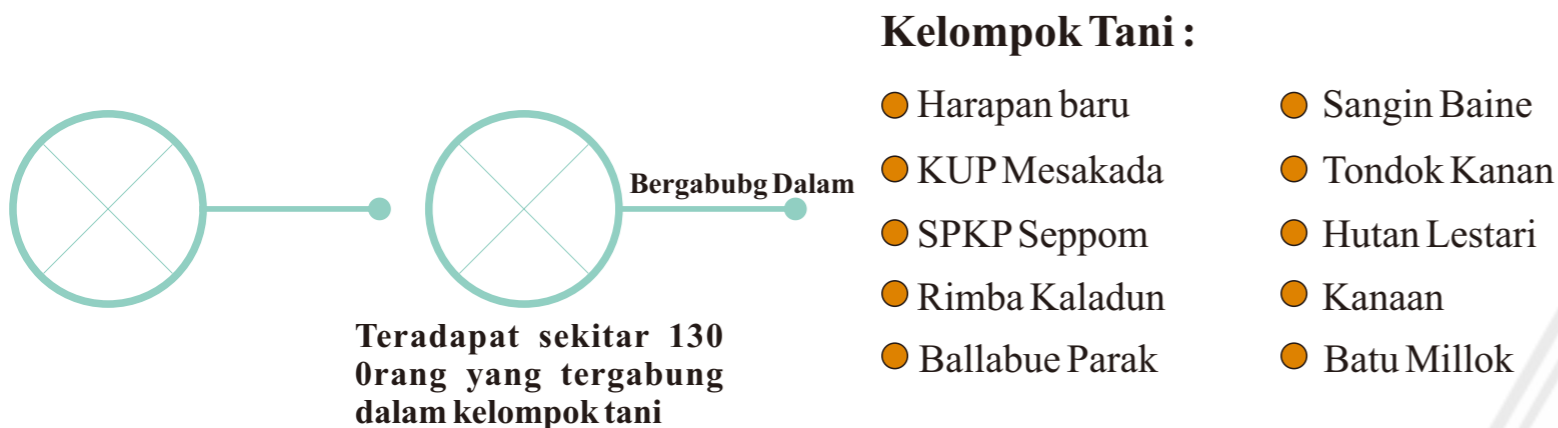 Bergabubg Dalam
Teradapat sekitar 130
0rang yang tergabung
dalam kelompok tani
Kelompok Tani :
Harapan baru
KUP Mesakada
SPKP Seppom
Rimba Kaladun
Ballabue Parak
Sangin Baine
Tondok Kanan
Hutan Lestari
Kanaan
Batu Millok